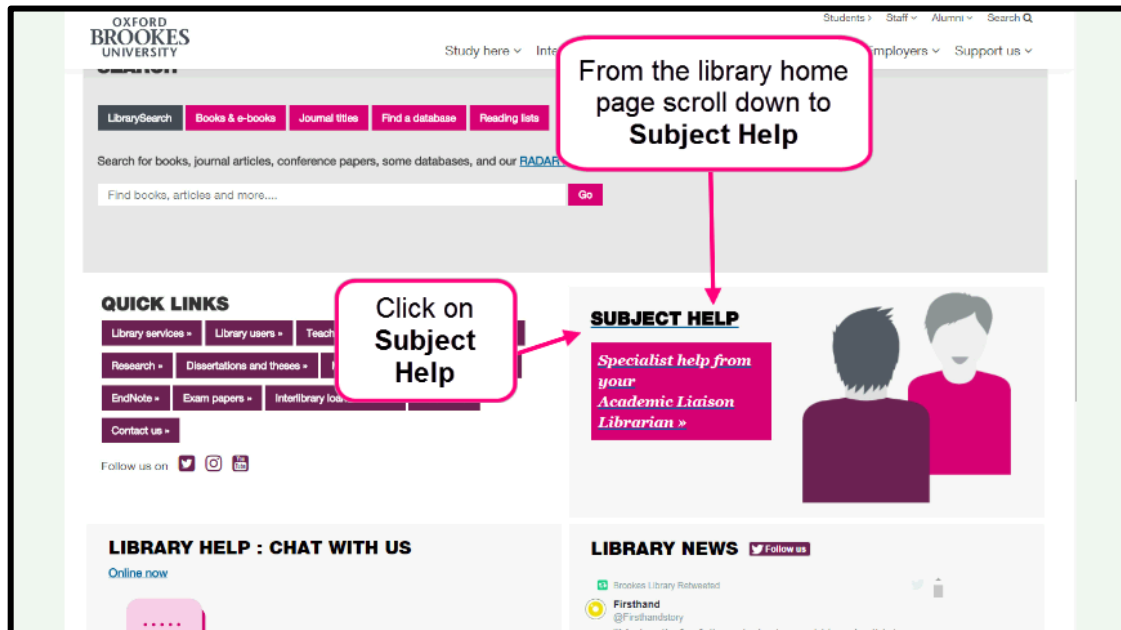 OXFORD
BROOKES
UNIVERSITY
Students › Staff Alumni Search
Study here Employers Support us
From the library home
page scroll down to
Subject Help
SEARCH
LibrarySearch Books & e-books Journal titles Find a database Reading lists
Search for books, journal articles, conference papers, some databases, and our RADAR
Find books, articles and more.... Go
QUICK LINKS
Library services » Library users »
Research » Dissertations and theses »
EndNote » Exam papers » Interlibrary
Contact us »
Follow us on
Click on
Subject
Help
SUBJECT HELP
Specialist help from
your
Academic Liaison
Librarian »
LIBRARY HELP : CHAT WITH US
Online now
LIBRARY NEWS Follow us
Brookes Library Retweeted
Firsthand
@Firsthandstory